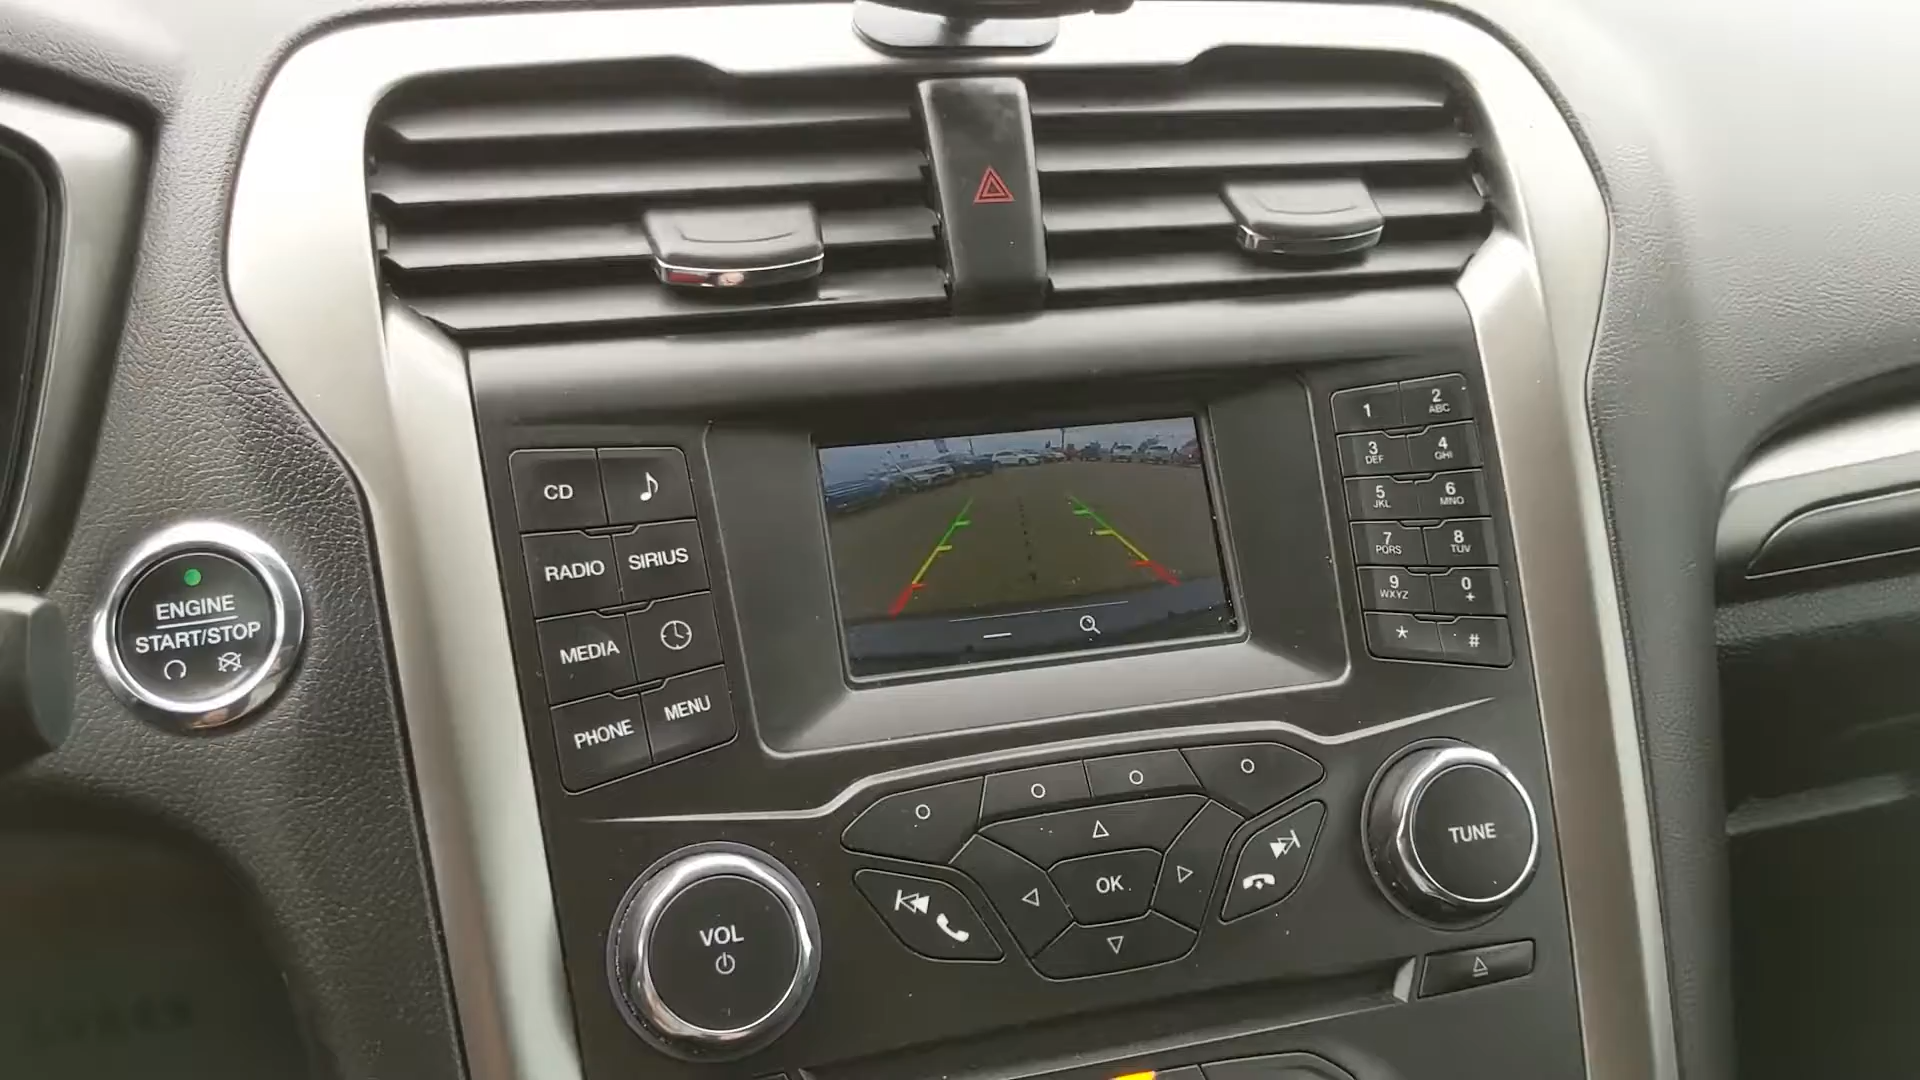 CD
RADIO
SIRIUS
MEDIA
PHONE
MENU
ENGINE
START/STOP
1
2
ABC
3
DEF
4
GHI
5
JKL
6
MNO
7
PQRS
8
TUV
9
WXYZ
0
+
*
#
VOL
OK
TUNE